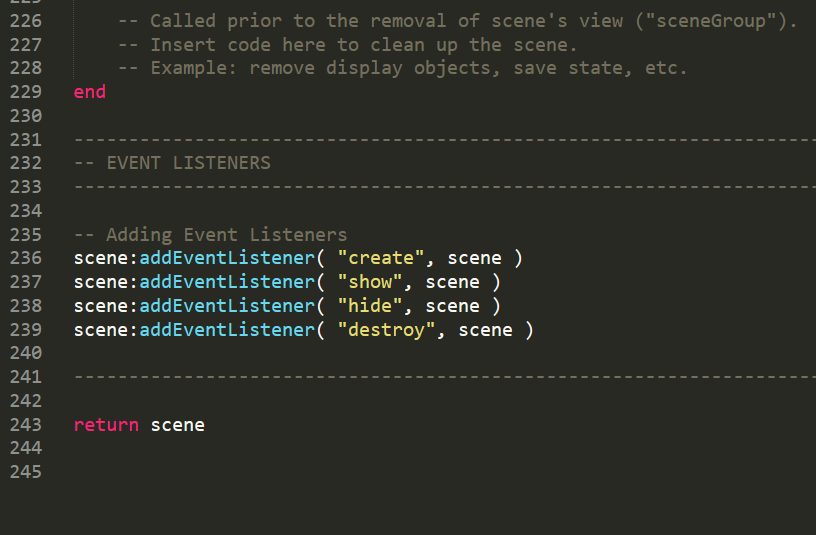 225
226 -- Called prior to the removal of scene's view ("sceneGroup").
227 -- Insert code here to clean up the scene.
228 -- Example: remove display objects, save state, etc.
229 end
230
231 --------------------------------------------------------------------
232 -- EVENT LISTENERS
233 --------------------------------------------------------------------
234
235 -- Adding Event Listeners
236 scene:addEventListener( "create", scene )
237 scene:addEventListener( "show", scene )
238 scene:addEventListener( "hide", scene )
239 scene:addEventListener( "destroy", scene )
240
241 --------------------------------------------------------------------
242
243 return scene
244
245